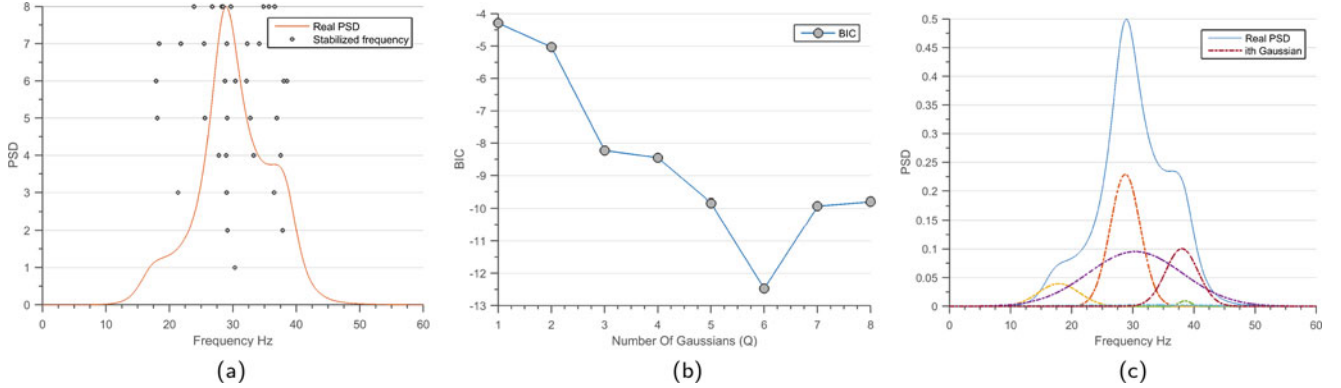 8
7
6
5
4
3
2
1
0
PSD
Real PSD
Stabilized frequency
0 10 20 30 40 50 60
Frequency Hz
(a)
-4
-5
-6
-7
-8
-9
-10
-11
-12
-13
BIC
BIC
1 2 3 4 5 6 7 8
Number Of Gaussians (Q)
(b)
0.5
0.45
0.4
0.35
0.3
0.25
0.2
0.15
0.1
0.05
0
PSD
Real PSD
ith Gaussian
0 10 20 30 40 50 60
Frequency Hz
(c)